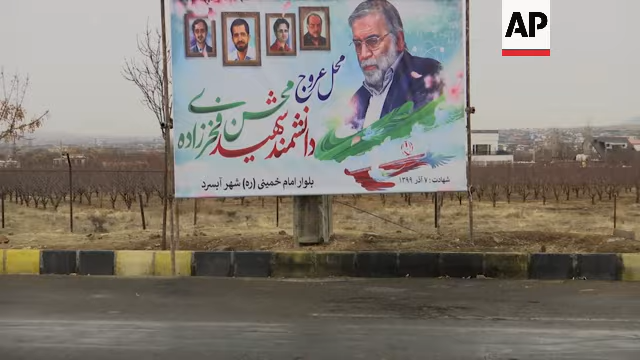 AP
محل عروج
دانشمند شهید محسن فخری‌زاده
بلوار امام خمینی (ره) شهر آبسرد
شهادت : ۷ آذر ۱۳۹۹